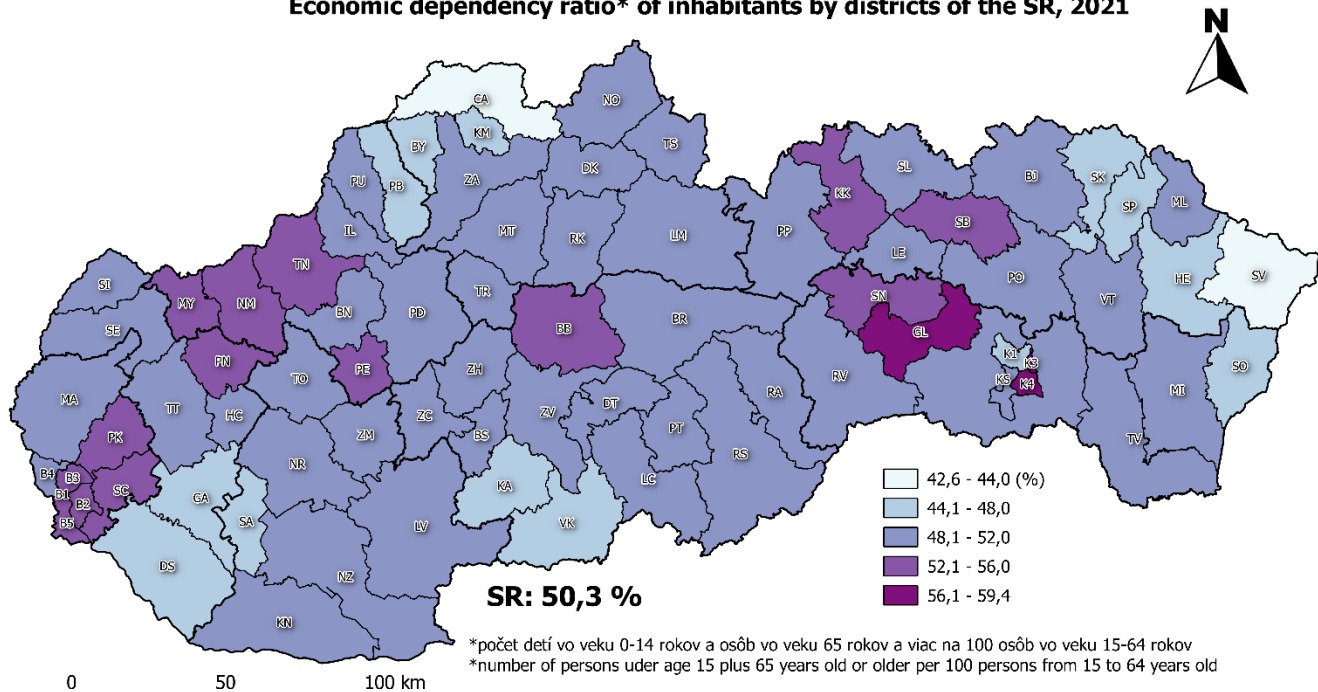 Economic dependency ratio* of inhabitants by districts of the SR, 2021
N
CA
NO
KM
TS
BY
DK
SL
BJ
SK
PU
PB
ZA
KK
SP
ML
IL
MT
RK
LM
PP
SB
TN
LE
PO
HE
SV
SI
MY
NM
TR
SN
VT
SE
BN
PD
BB
BR
GL
PN
TO
PE
ZH
K1
K3
SO
MA
TT
HC
ZC
ZV
DT
RA
RV
KS
K4
MI
PK
ZM
BS
PT
TV
B4
B3
B1
B2
B5
SC
NR
RS
GA
SA
KA
LC
LV
VK
DS
NZ
KN
42,6 - 44,0 (%)
44,1 - 48,0
48,1 - 52,0
52,1 - 56,0
56,1 - 59,4
SR: 50,3 %
*počet detí vo veku 0-14 rokov a osôb vo veku 65 rokov a viac na 100 osôb vo veku 15-64 rokov
*number of persons uder age 15 plus 65 years old or older per 100 persons from 15 to 64 years old
0 50 100 km